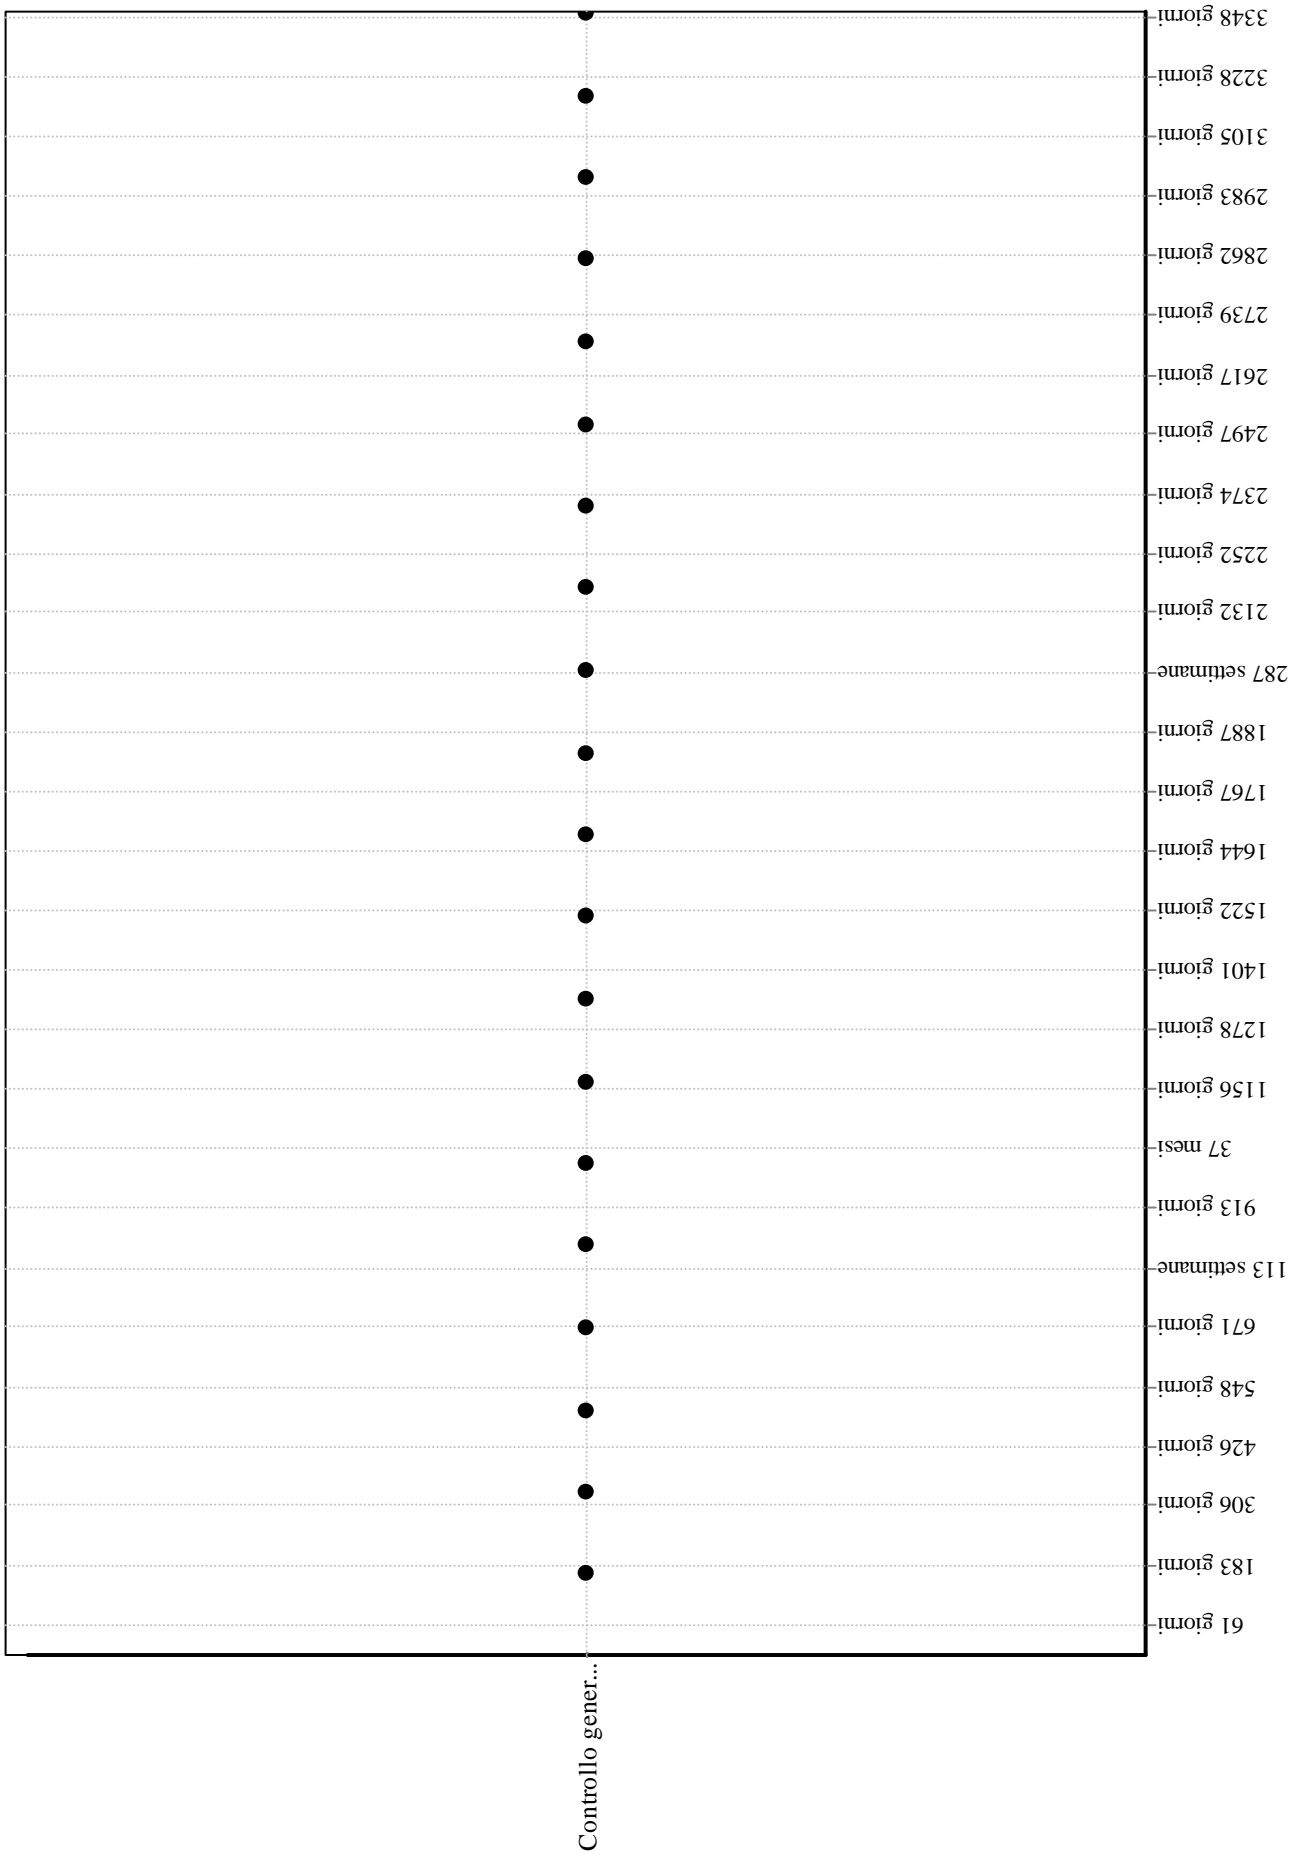 3348 giorni
3228 giorni
3105 giorni
2983 giorni
2862 giorni
2739 giorni
2617 giorni
2497 giorni
2374 giorni
2252 giorni
2132 giorni
287 settimane
1887 giorni
1767 giorni
1644 giorni
1522 giorni
1401 giorni
1278 giorni
1156 giorni
37 mesi
913 giorni
113 settimane
671 giorni
548 giorni
426 giorni
306 giorni
183 giorni
61 giorni
Controllo gener...